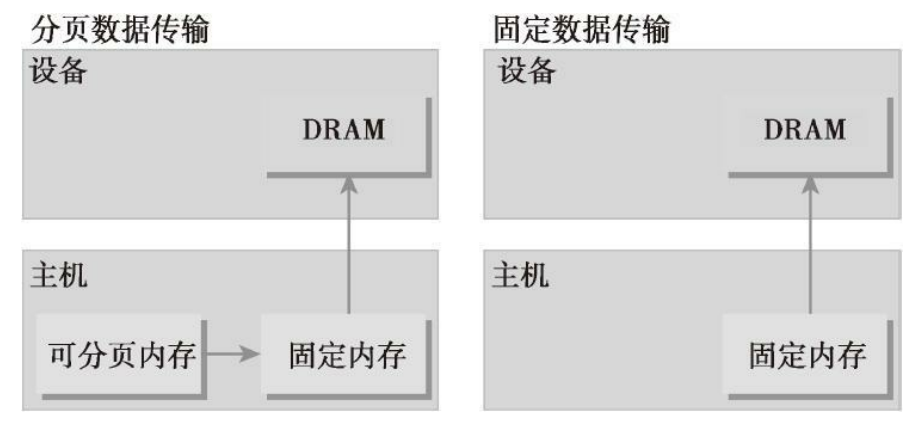 分页数据传输
设备
DRAM
主机
可分页内存
固定内存
固定数据传输
设备
DRAM
主机
固定内存